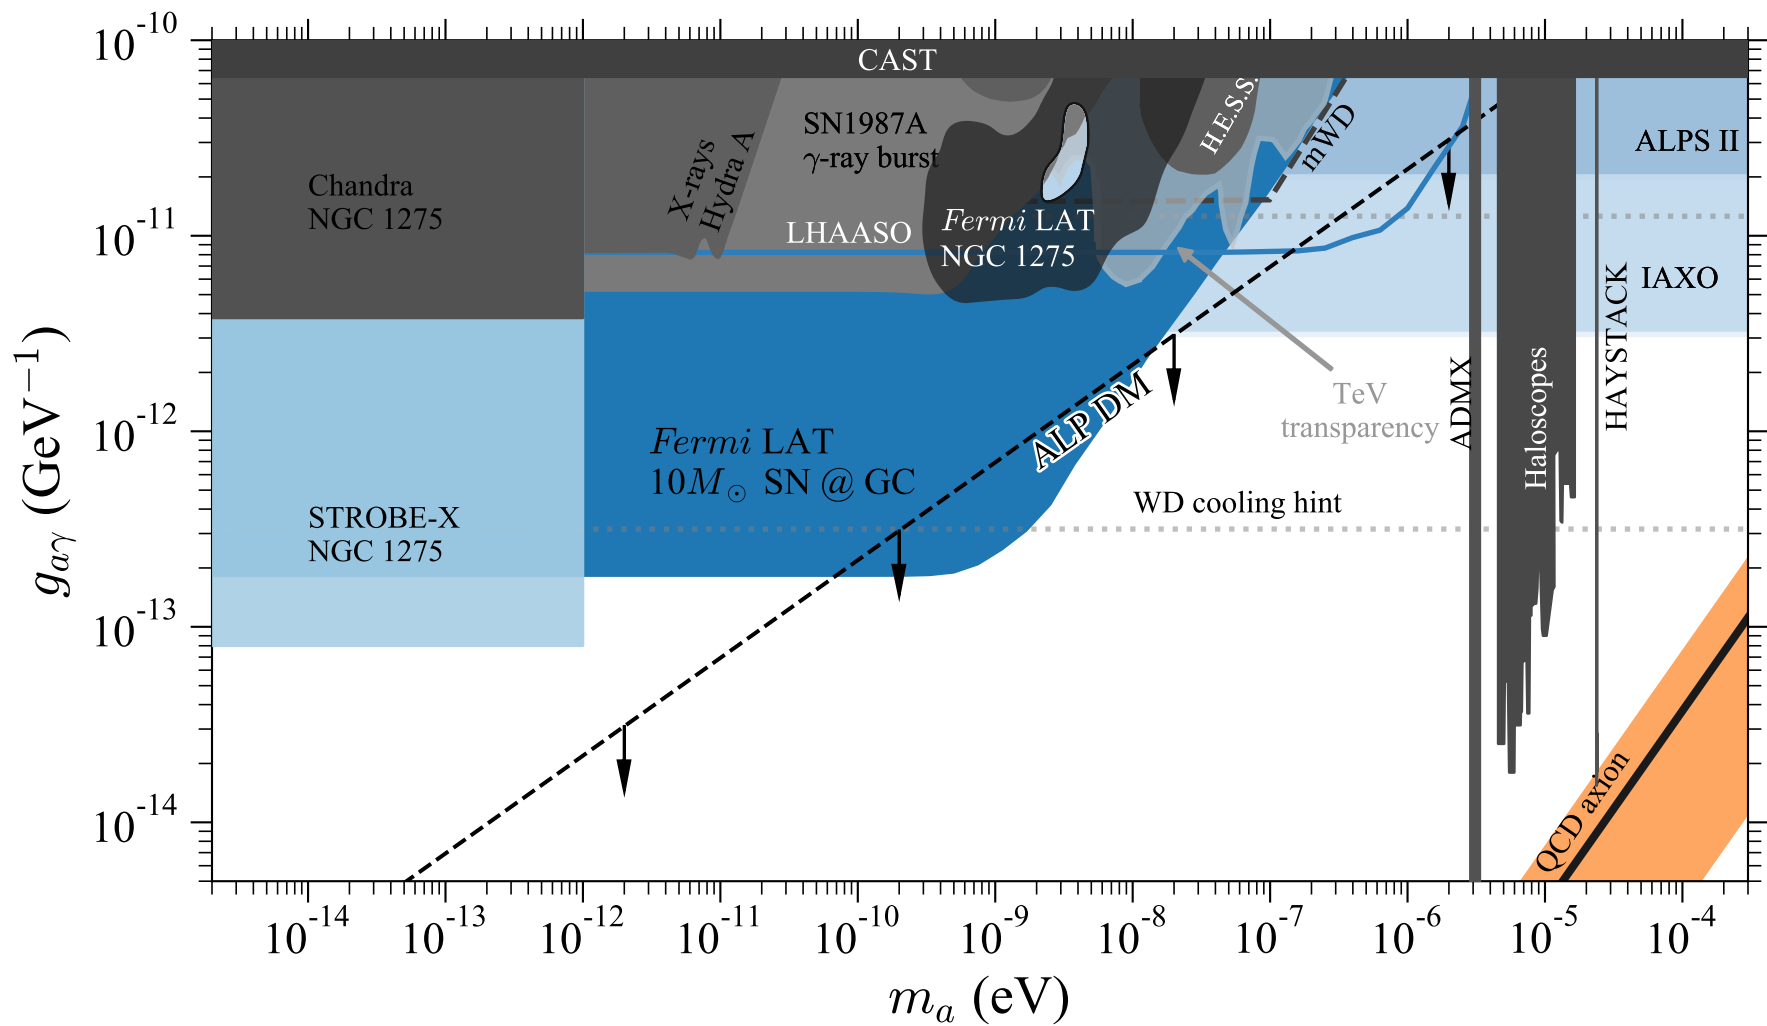 10^-10
10^-11
10^-12
10^-13
10^-14
g_aγ (GeV^−1)
CAST
Chandra
NGC 1275
X-rays
Hydra A
SN1987A
γ-ray burst
LHAASO
Fermi LAT
NGC 1275
H.E.S.S.
mWD
ALPS II
IAXO
TeV
transparency
ADMX
Haloscopes
HAYSTACK
ALP DM
Fermi LAT
10M_⊙ SN @ GC
WD cooling hint
STROBE-X
NGC 1275
QCD axion
10^-14 10^-13 10^-12 10^-11 10^-10 10^-9 10^-8 10^-7 10^-6 10^-5 10^-4
m_a (eV)